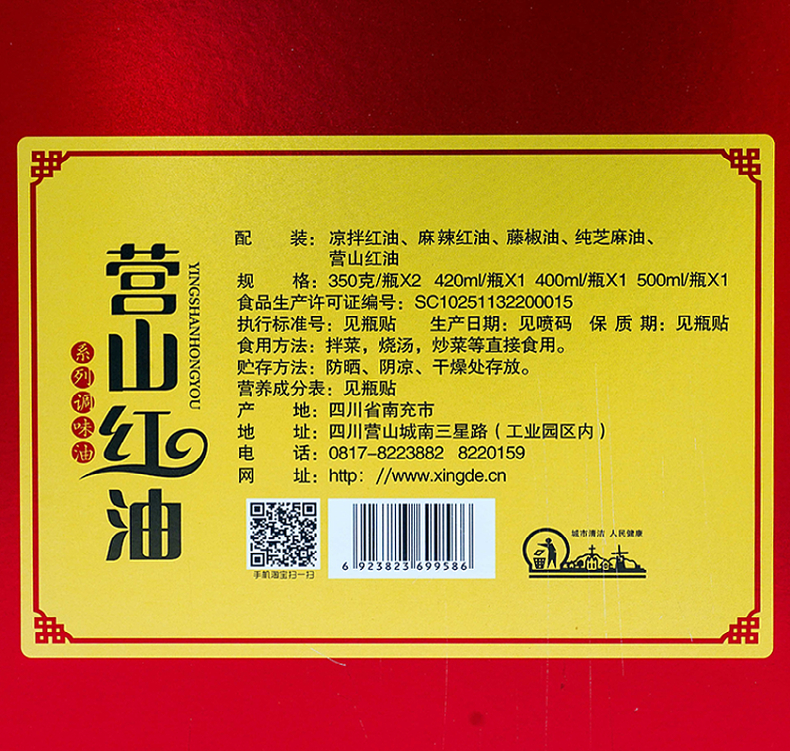 营山红油
YINGSHANHONGYOU
系列调味油
配 装：凉拌红油、麻辣红油、藤椒油、纯芝麻油、
营山红油
规 格：350克/瓶X2 420ml/瓶X1 400ml/瓶X1 500ml/瓶X1
食品生产许可证编号：SC10251132200015
执行标准号：见瓶贴 生产日期：见喷码 保 质 期：见瓶贴
食用方法：拌菜，烧汤，炒菜等直接食用。
贮存方法：防晒、阴凉、干燥处存放。
营养成分表：见瓶贴
产 地：四川省南充市
地 址：四川营山城南三星路（工业园区内）
电 话：0817-8223882 8220159
网 址：http：//www.xingde.cn
手机淘宝扫一扫
6 923823 699586
城市清洁 人民健康